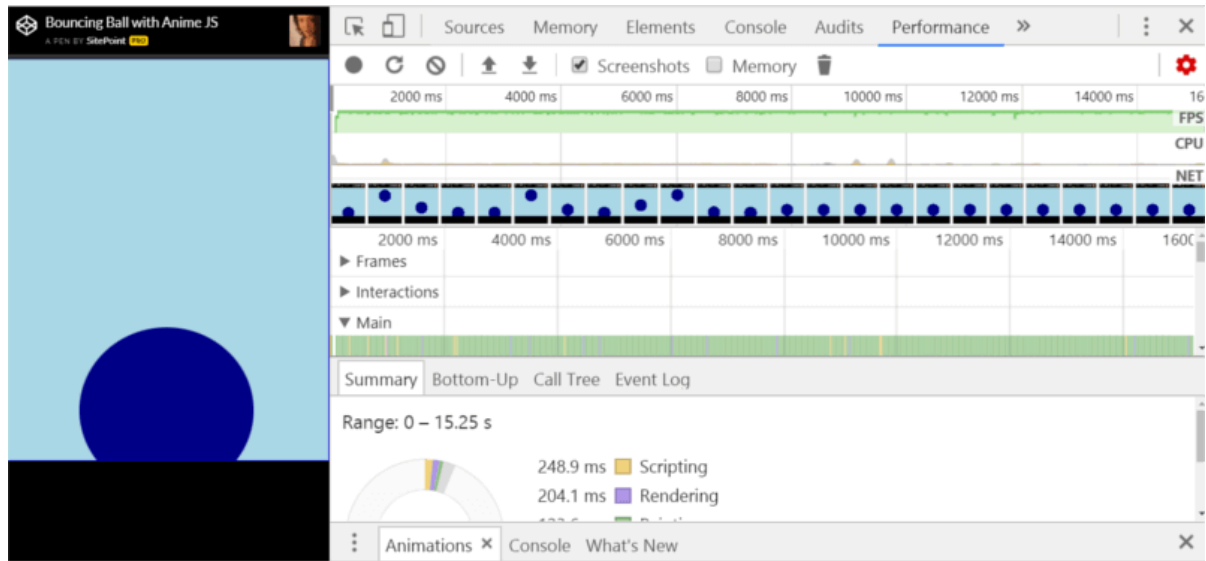 Bouncing Ball with Anime JS
A PEN BY SitePoint PRO
Sources Memory Elements Console Audits Performance »
Screenshots Memory
2000 ms 4000 ms 6000 ms 8000 ms 10000 ms 12000 ms 14000 ms 16
FPS
CPU
NET
2000 ms 4000 ms 6000 ms 8000 ms 10000 ms 12000 ms 14000 ms 1600
Frames
Interactions
Main
Summary Bottom-Up Call Tree Event Log
Range: 0 – 15.25 s
248.9 ms Scripting
204.1 ms Rendering
Animations × Console What's New